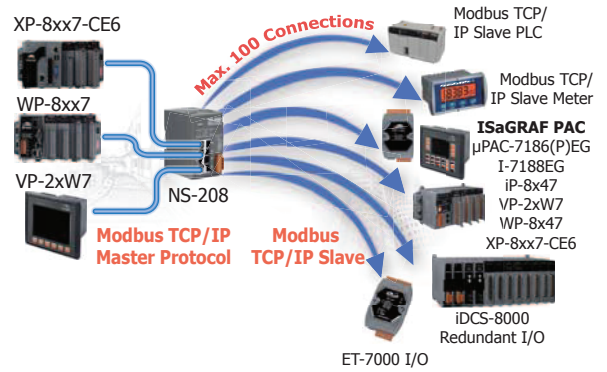 XP-8xx7-CE6
WP-8xx7
VP-2xW7
NS-208
Max. 100 Connections
Modbus TCP/IP
Master Protocol
Modbus
TCP/IP Slave
Modbus TCP/
IP Slave PLC
Modbus TCP/
IP Slave Meter
ISaGRAF PAC
µPAC-7186(P)EG
I-7188EG
iP-8x47
VP-2xW7
WP-8x47
XP-8xx7-CE6
iDCS-8000
Redundant I/O
ET-7000 I/O